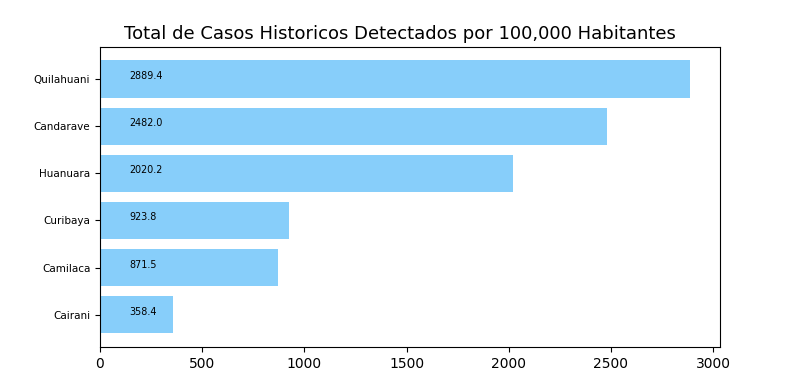 Total de Casos Historicos Detectados por 100,000 Habitantes
Quilahuani 2889.4
Candarave 2482.0
Huanuara 2020.2
Curibaya 923.8
Camilaca 871.5
Cairani 358.4
0 500 1000 1500 2000 2500 3000